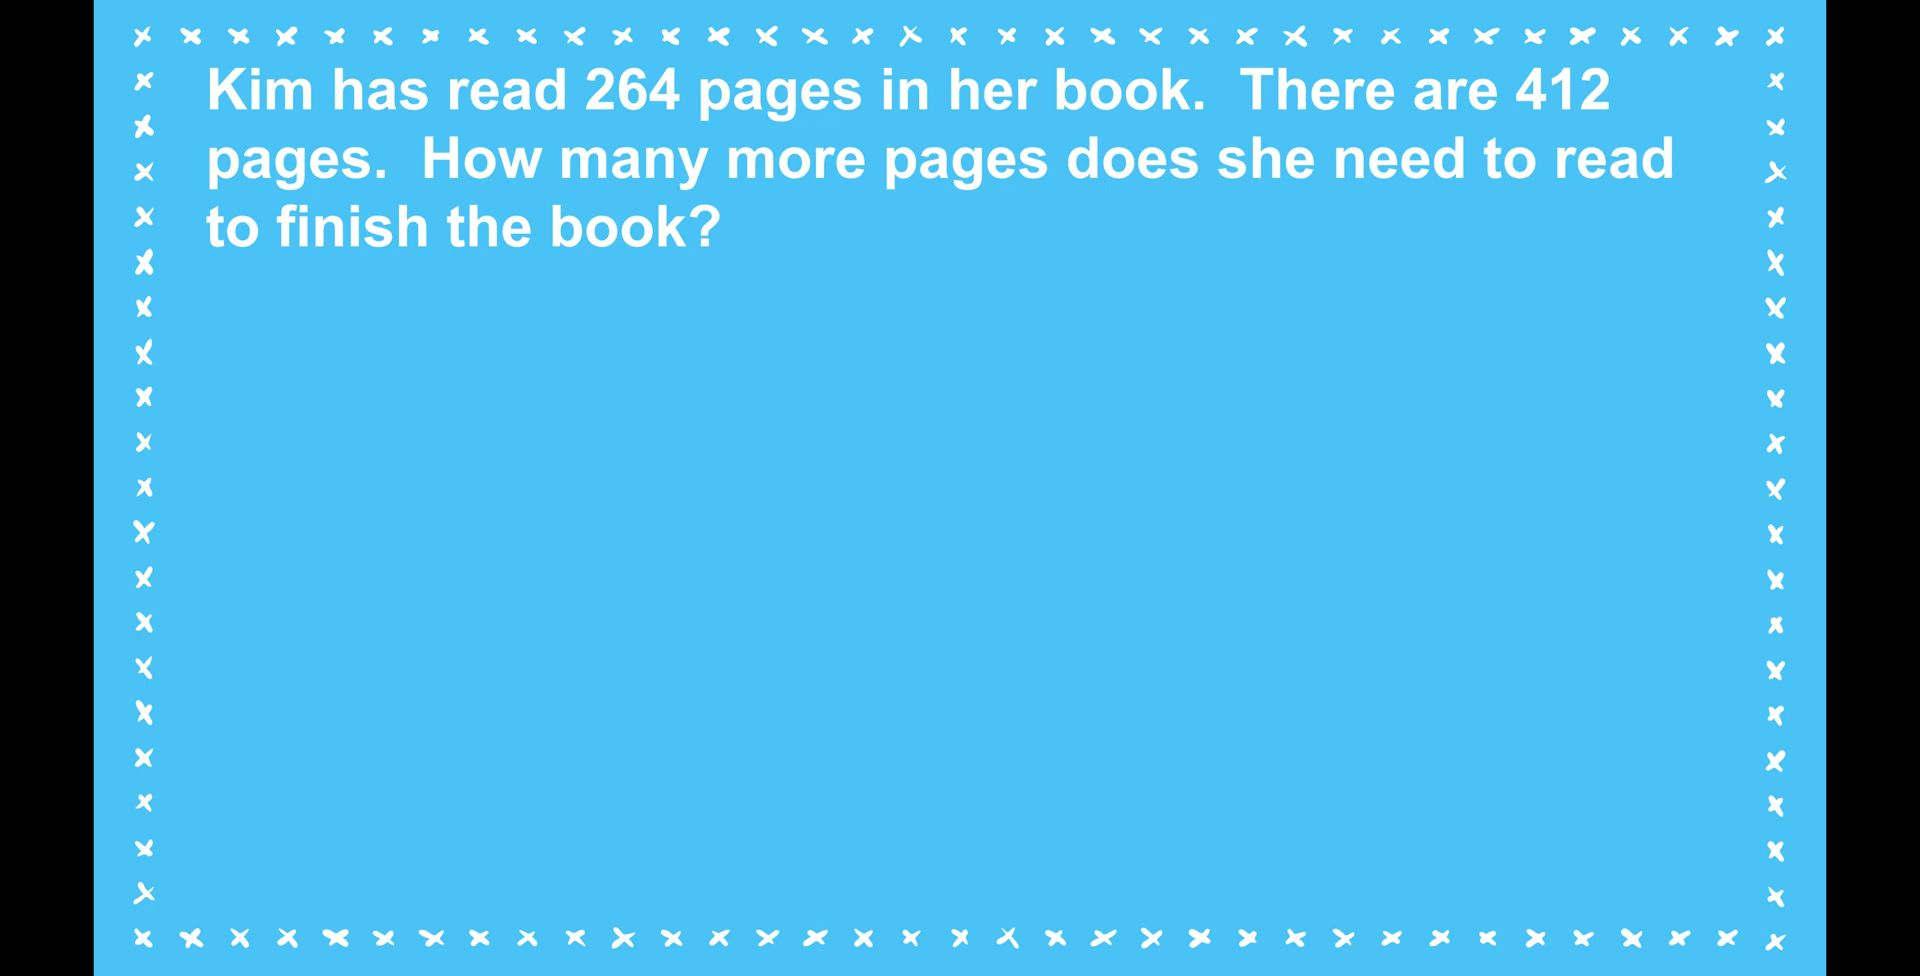 Kim has read 264 pages in her book.  There are 412
pages.  How many more pages does she need to read
to finish the book?